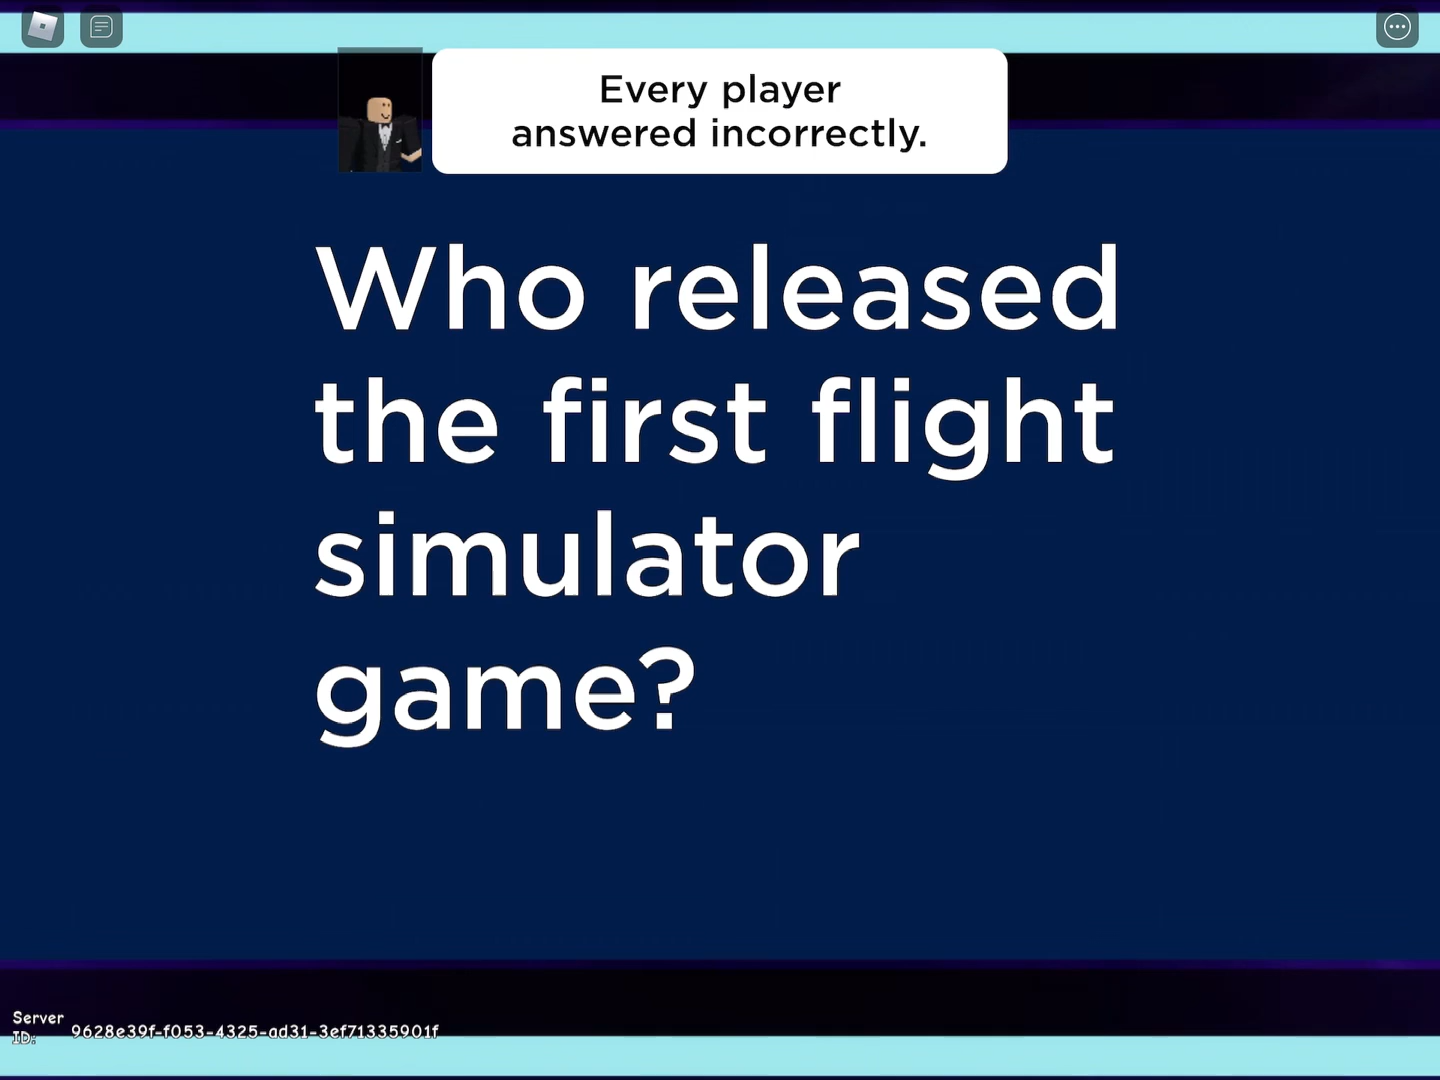 Every player
answered incorrectly.
Who released
the first flight
simulator
game?
Server
ID: 9628e39f-f053-4325-ad31-3ef71335901f